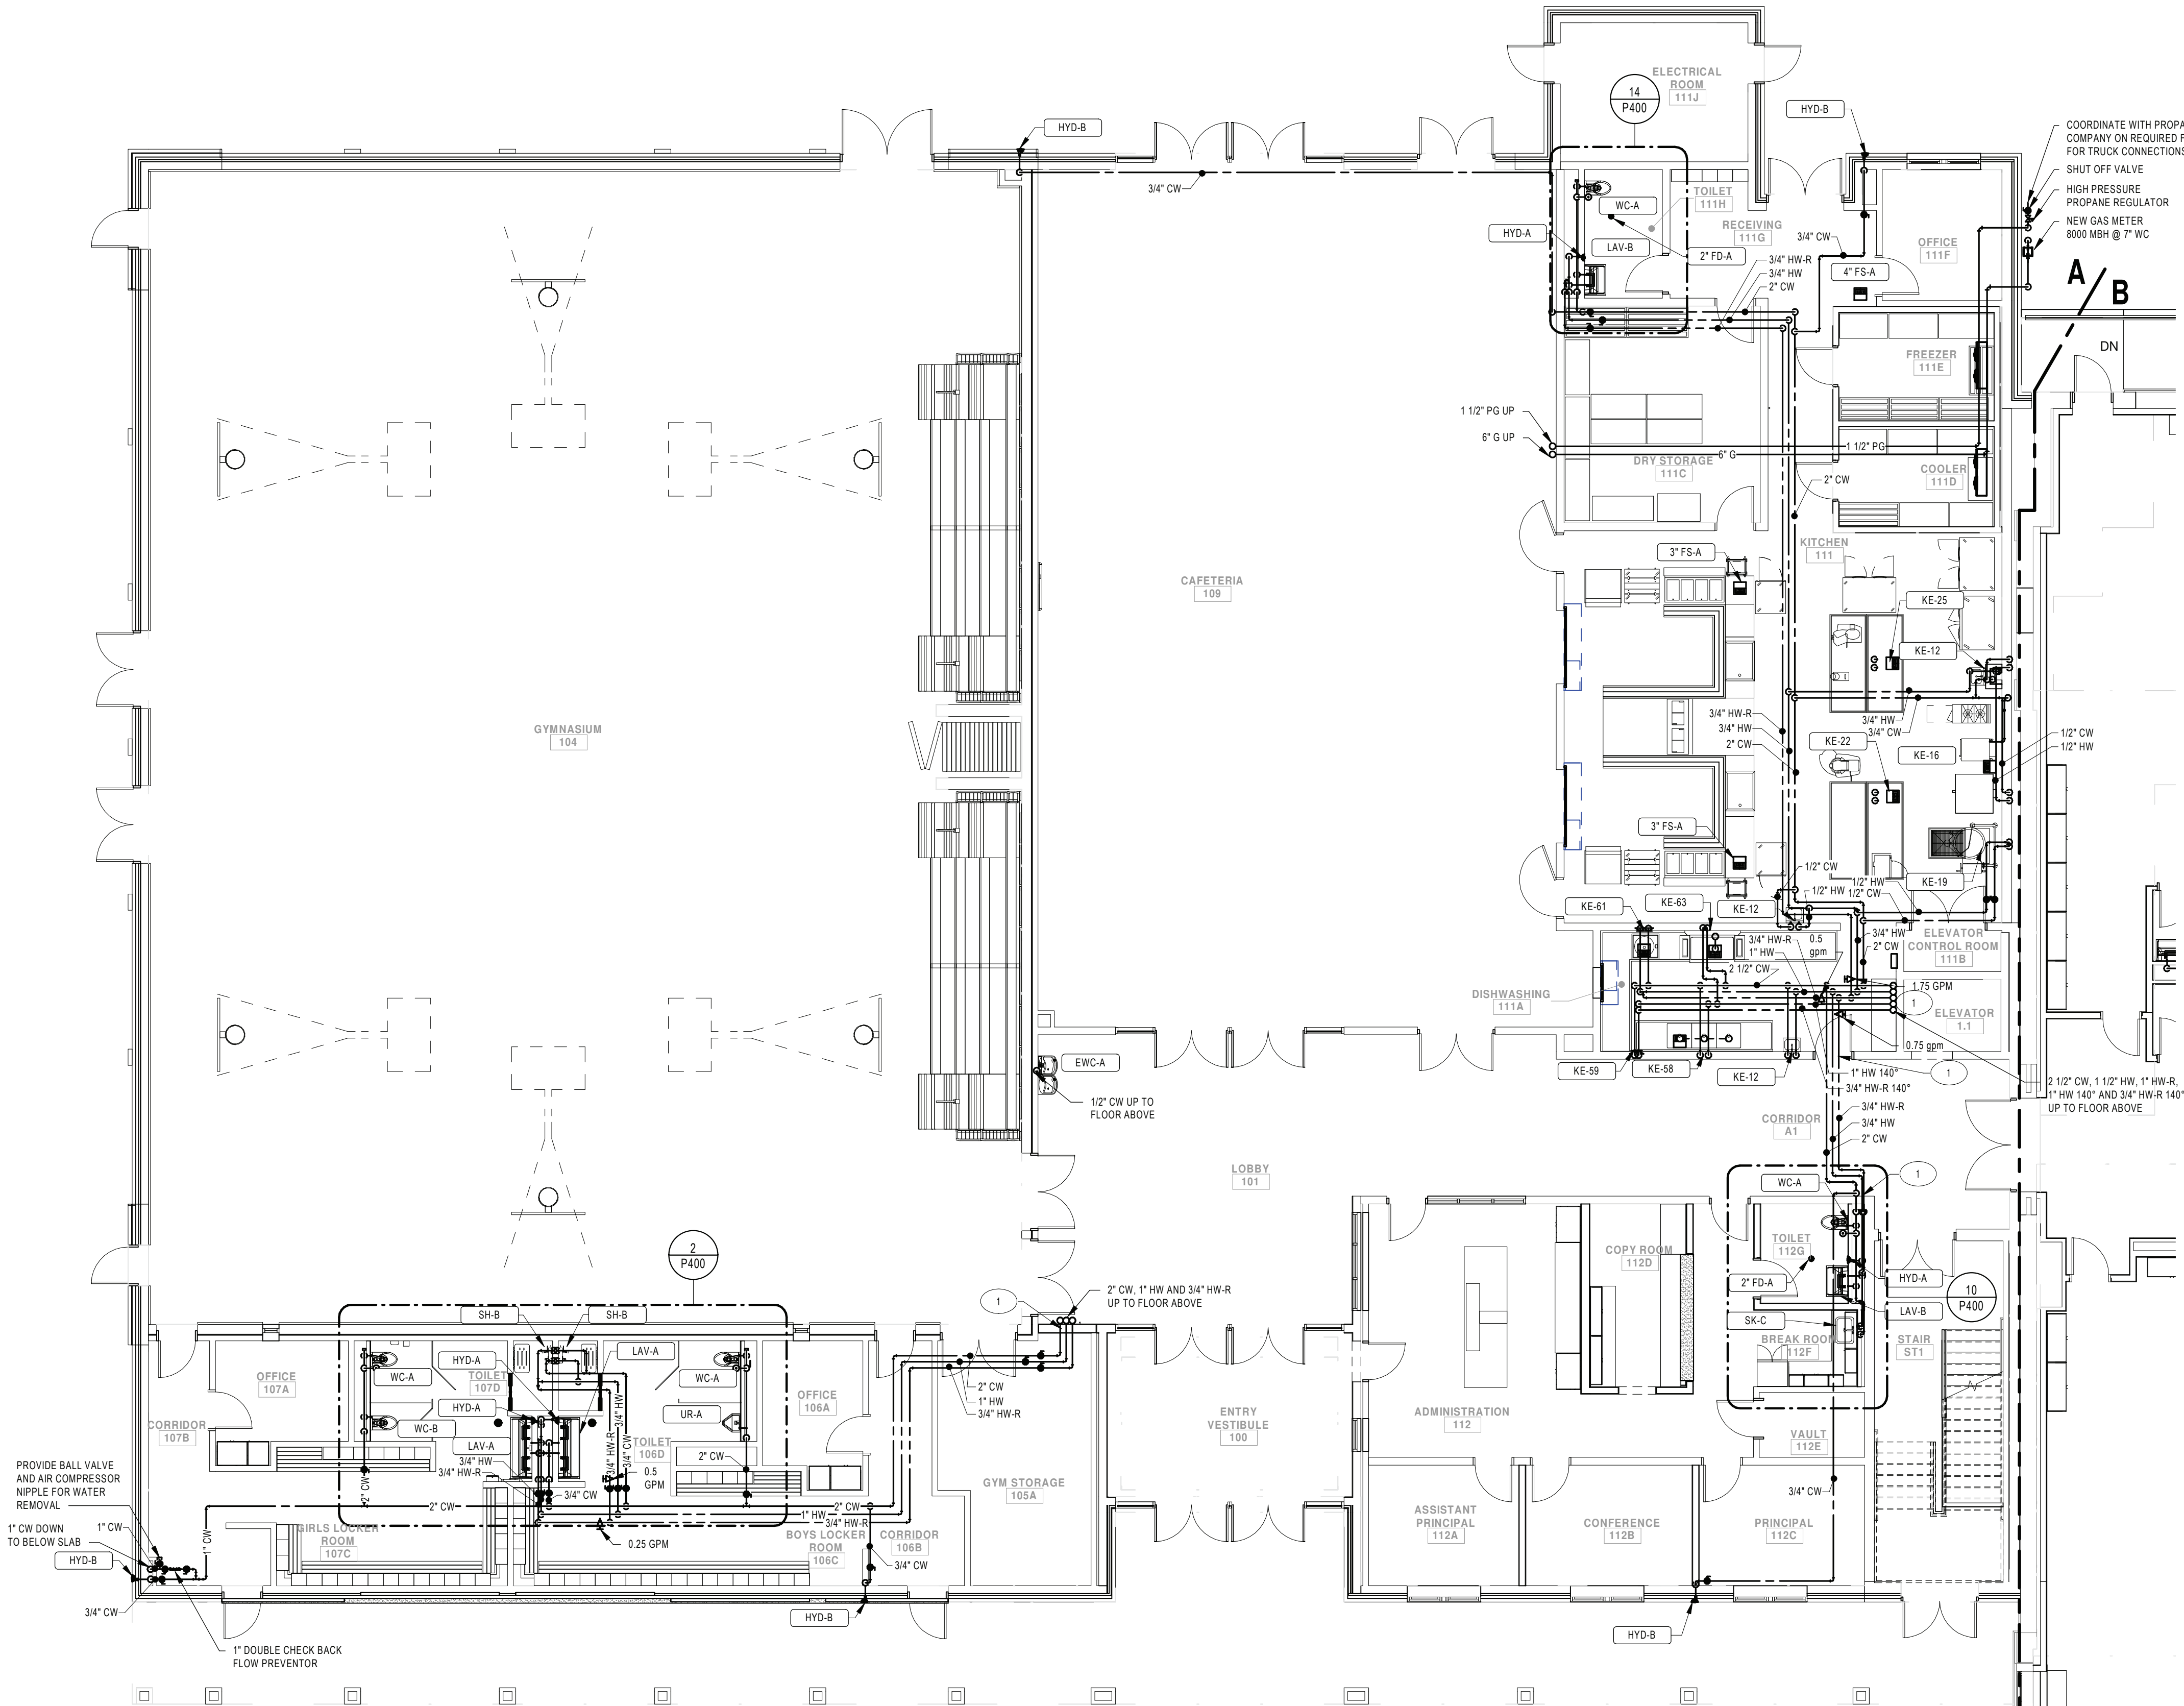 ELECTRICAL
ROOM
111J
14
P400
HYD-B
HYD-B
COORDINATE WITH
COMPANY ON REQUIRED
FOR TRUCK CONNECTIONS
SHUT OFF VALVE
HIGH PRESSURE
PROPANE REGULATOR
NEW GAS METER
8000 MBH @ 7" WC
3/4" CW
TOILET
111H
WC-A
RECEIVING
111G
HYD-A
LAV-B
2" FD-A
3/4" CW
OFFICE
111F
3/4" HW-R
3/4" HW
2" CW
4" FS-A
A
B
DN
FREEZER
111E
1 1/2" PG UP
6" G UP
1 1/2" PG
6" G
DRY STORAGE
111C
COOLER
111D
2" CW
KITCHEN
111
3" FS-A
CAFETERIA
109
KE-25
KE-12
GYMNASIUM
104
3/4" HW-R
3/4" HW
2" CW
3/4" HW
3/4" CW
KE-22
KE-16
1/2" CW
1/2" HW
3" FS-A
1/2" CW
1/2" HW
1/2" HW
1/2" CW
KE-19
KE-61
KE-63
KE-12
3/4" HW-R
1" HW
0.5
gpm
3/4" HW
2" CW
ELEVATOR
CONTROL ROOM
111B
2 1/2" CW
DISHWASHING
111A
1.75 GPM
1
ELEVATOR
1.1
0.75 gpm
EWC-A
KE-59
KE-58
KE-12
1" HW 140°
3/4" HW-R 140°
1
2 1/2" CW, 1 1/2" HW, 1" HW-R,
1" HW 140° AND 3/4" HW-R 140°
UP TO FLOOR ABOVE
1/2" CW UP TO
FLOOR ABOVE
3/4" HW-R
3/4" HW
2" CW
CORRIDOR
A1
LOBBY
101
WC-A
1
2
P400
COPY ROOM
112D
TOILET
112G
2" FD-A
HYD-A
10
P400
LAV-B
SK-C
BREAK ROOM
112F
STAIR
ST1
1
2" CW, 1" HW AND 3/4" HW-R
UP TO FLOOR ABOVE
SH-B
SH-B
LAV-A
HYD-A
OFFICE
107A
WC-A
TOILET
107D
WC-A
HYD-A
OFFICE
106A
2" CW
1" HW
3/4" HW-R
CORRIDOR
107B
WC-B
UR-A
LAV-A
3/4" HW
3/4" HW-R
3/4" HW-R
3/4" HW
3/4" CW
TOILET
106D
2" CW
0.5
GPM
ENTRY
VESTIBULE
100
ADMINISTRATION
112
VAULT
112E
PROVIDE BALL VALVE
AND AIR COMPRESSOR
NIPPLE FOR WATER
REMOVAL
2" CW
3/4" CW
2" CW
2" CW
1" HW
3/4" HW-R
GYM STORAGE
105A
3/4" CW
1" CW DOWN
TO BELOW SLAB
1" CW
1" CW
HYD-B
GIRLS LOCKER
ROOM
107C
0.25 GPM
BOYS LOCKER
ROOM
106C
CORRIDOR
106B
3/4" CW
ASSISTANT
PRINCIPAL
112A
CONFERENCE
112B
PRINCIPAL
112C
3/4" CW
HYD-B
HYD-B
1" DOUBLE CHECK BACK
FLOW PREVENTOR